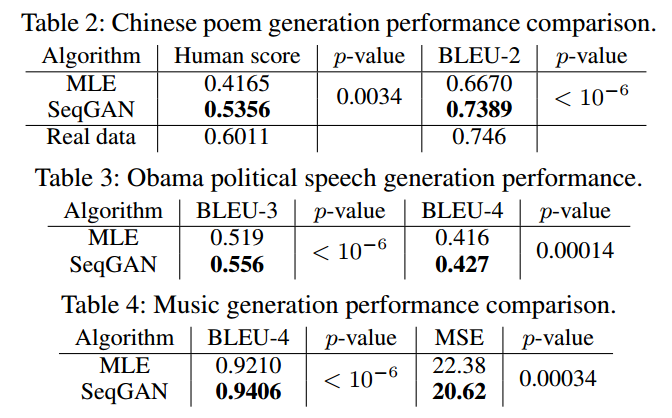 Table 2: Chinese poem generation performance comparison.
Algorithm Human score p-value BLEU-2 p-value
MLE 0.4165 0.0034 0.6670 < 10⁻⁶
SeqGAN 0.5356 0.7389
Real data 0.6011 0.746
Table 3: Obama political speech generation performance.
Algorithm BLEU-3 p-value BLEU-4 p-value
MLE 0.519 < 10⁻⁶ 0.416 0.00014
SeqGAN 0.556 0.427
Table 4: Music generation performance comparison.
Algorithm BLEU-4 p-value MSE p-value
MLE 0.9210 < 10⁻⁶ 22.38 0.00034
SeqGAN 0.9406 20.62